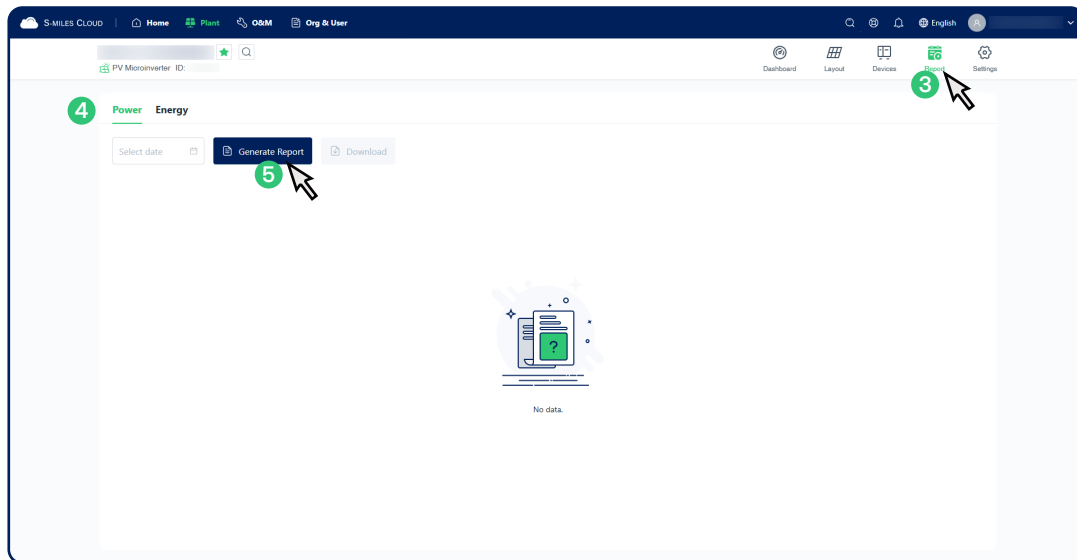 S-MILES CLOUD Home Plant O&M Org & User English A
PV Microinverter ID:
Dashboard Layout Devices Report Settings
3
4 Power Energy
Select date Generate Report Download
5
?
No data.